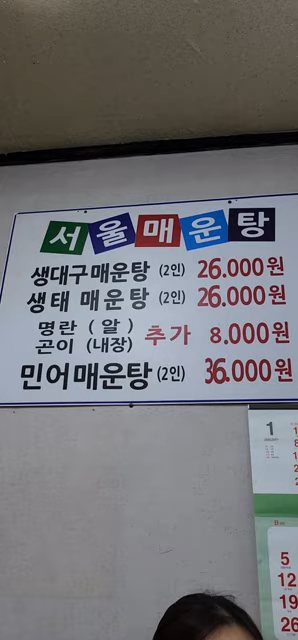 서울매운탕
생대구매운탕 (2인) 26.000원
생태 매운탕 (2인) 26.000원
명란 ( 알 )
곤이 (내장) 추가 8.000원
민어매운탕(2인) 36.000원
1
5
12
19
26